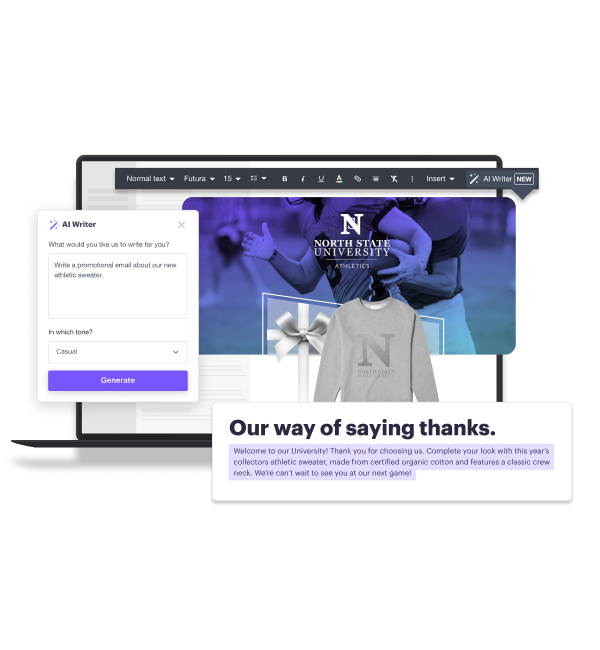 Normal text Futura 15 B i U A Insert AI Writer NEW
AI Writer
What would you like us to write for you?
Write a promotional email about our new
athletic sweater.
In which tone?
Casual
Generate
N
NORTH STATE
UNIVERSITY
ATHLETICS
N
NORTH STATE
UNIVERSITY
Our way of saying thanks.
Welcome to our University! Thank you for choosing us. Complete your look with this year's
collectors athletic sweater, made from certified organic cotton and features a classic crew
neck. We're can't wait to see you at our next game!